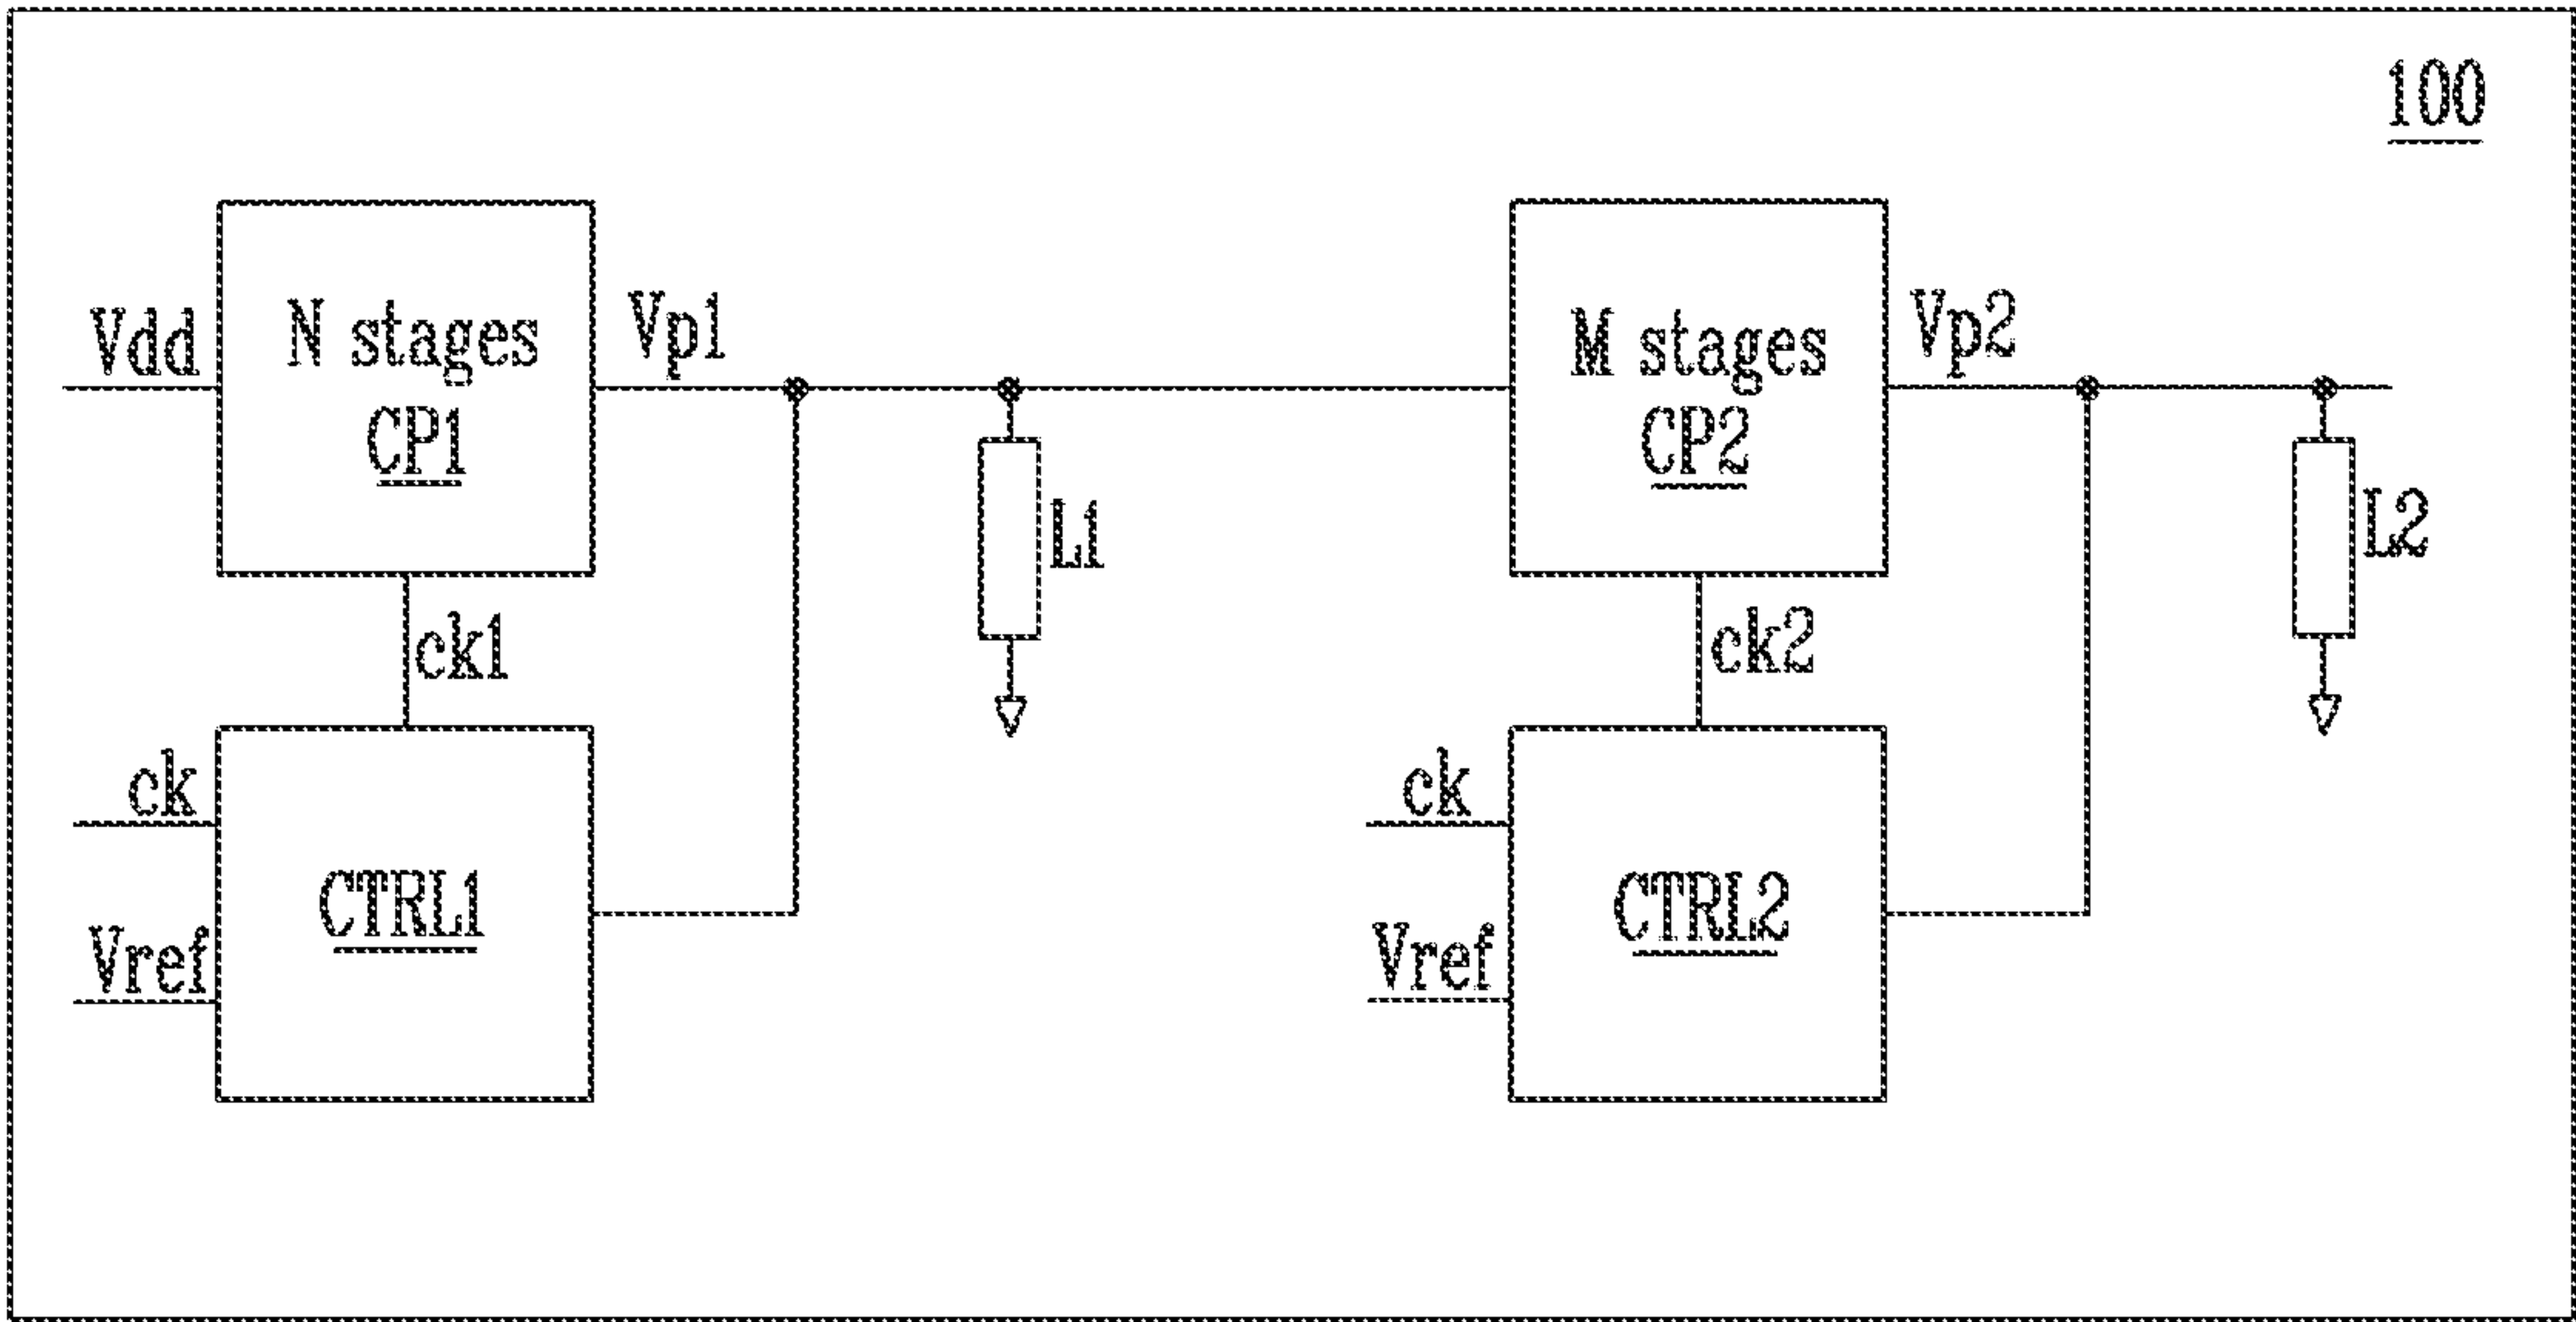 100
Vdd
N stages
CP1
Vp1
M stages
CP2
Vp2
L1
L2
ck1
ck2
ck
CTRL1
Vref
ck
CTRL2
Vref